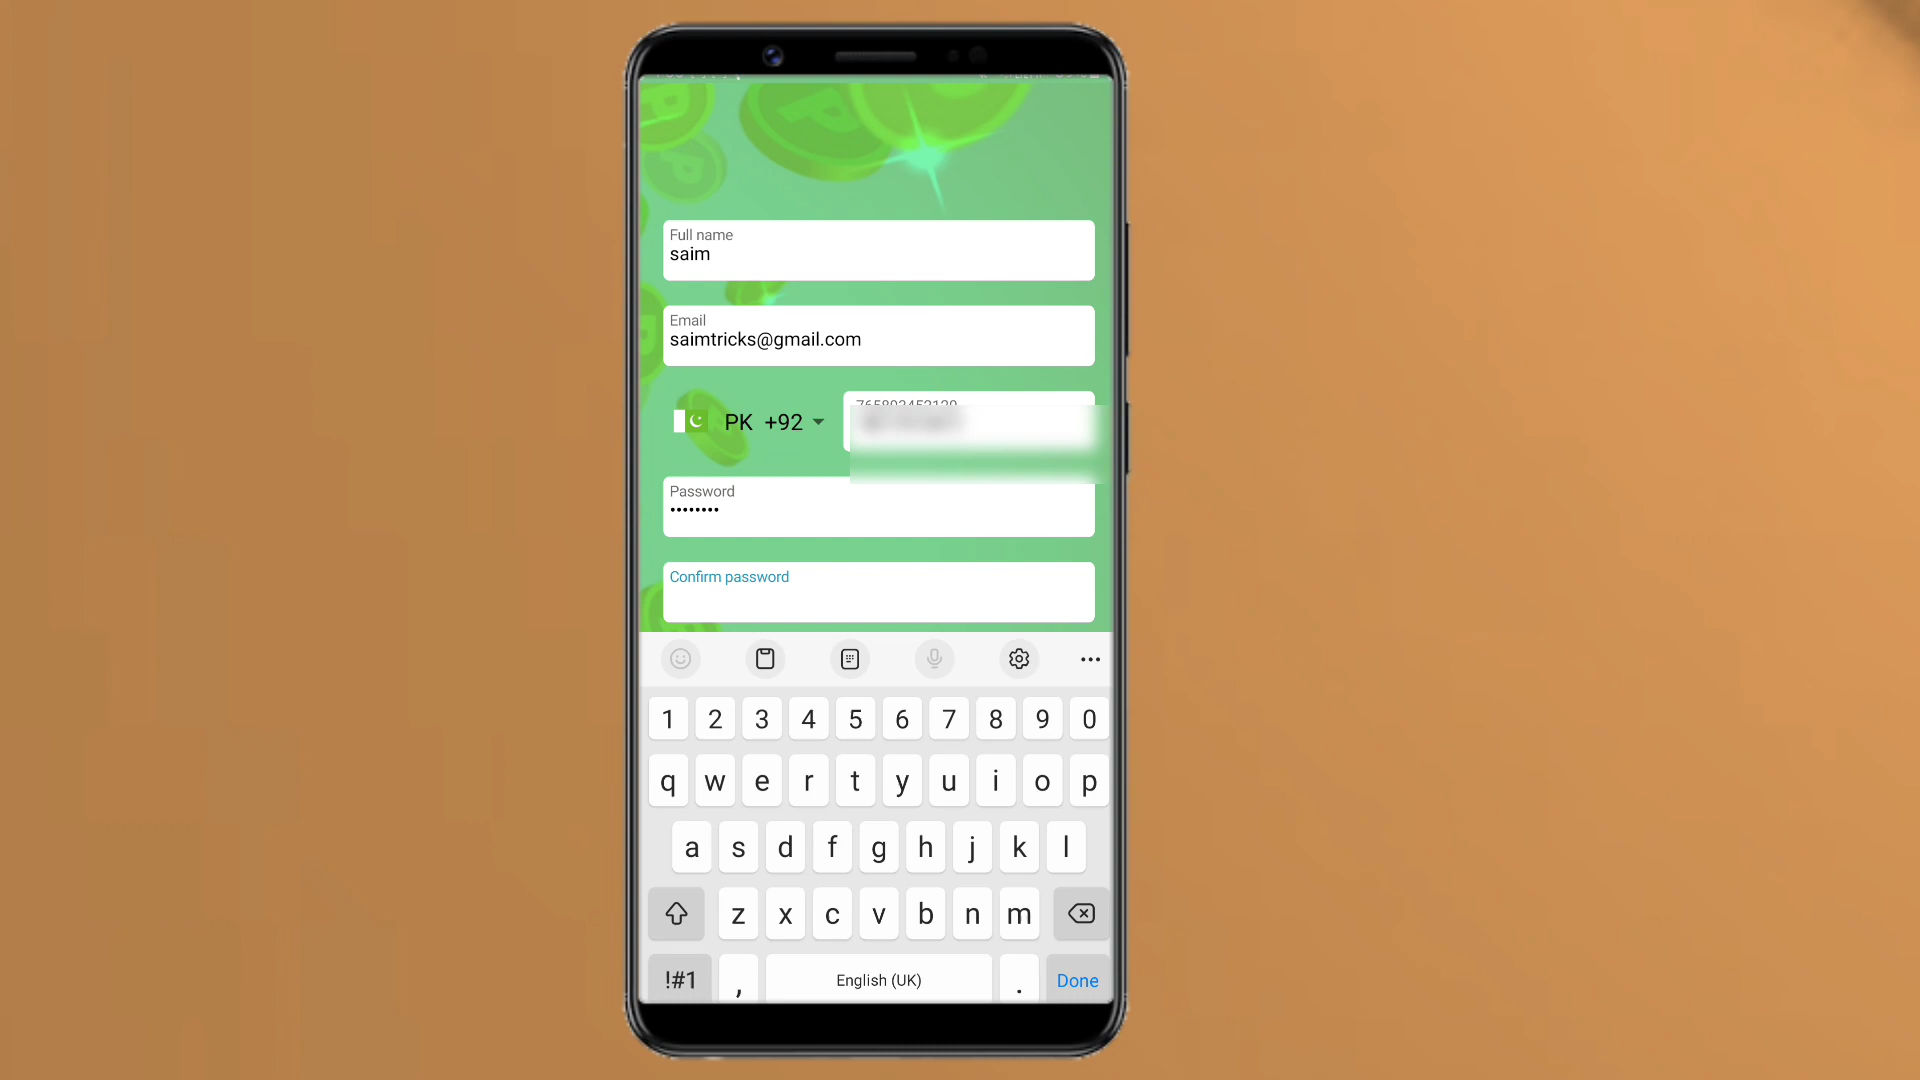 Full name
saim
Email
saimtricks@gmail.com
PK +92
Password
••••••••
Confirm password
1 2 3 4 5 6 7 8 9 0
q w e r t y u i o p
a s d f g h j k l
z x c v b n m
!#1 , English (UK) . Done